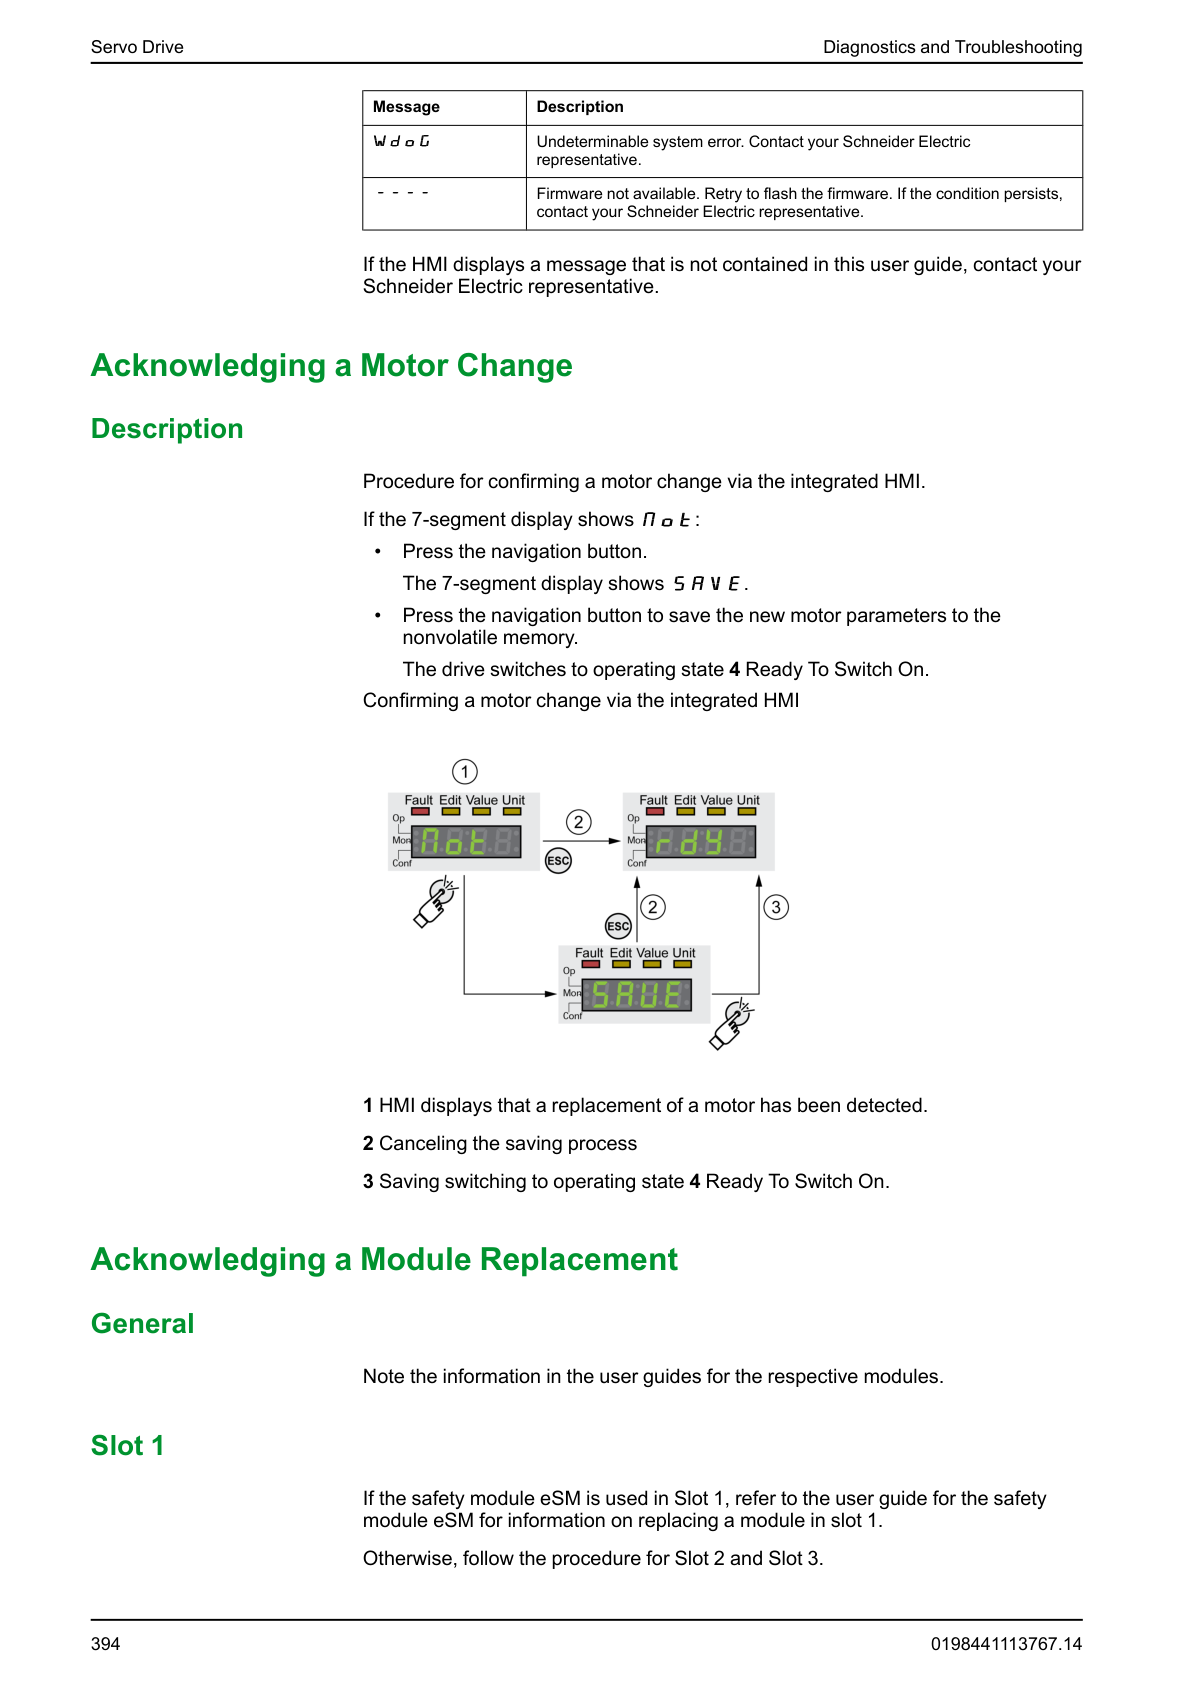 Servo Drive
Diagnostics and Troubleshooting
Message
Description
WdoG
Undeterminable system error. Contact your Schneider Electric
representative.
- - - -
Firmware not available. Retry to flash the firmware. If the condition persists,
contact your Schneider Electric representative.
If the HMI displays a message that is not contained in this user guide, contact your
Schneider Electric representative.
Acknowledging a Motor Change
Description
Procedure for confirming a motor change via the integrated HMI.
If the 7-segment display shows Mot:
• Press the navigation button.
The 7-segment display shows SAVE.
• Press the navigation button to save the new motor parameters to the
nonvolatile memory.
The drive switches to operating state 4 Ready To Switch On.
Confirming a motor change via the integrated HMI
1
Fault Edit Value Unit
Op
Mon
Conf
Mot
2
ESC
Fault Edit Value Unit
Op
Mon
Conf
rdy
2
ESC
3
Fault Edit Value Unit
Op
Mon
Conf
SAVE
1 HMI displays that a replacement of a motor has been detected.
2 Canceling the saving process
3 Saving switching to operating state 4 Ready To Switch On.
Acknowledging a Module Replacement
General
Note the information in the user guides for the respective modules.
Slot 1
If the safety module eSM is used in Slot 1, refer to the user guide for the safety
module eSM for information on replacing a module in slot 1.
Otherwise, follow the procedure for Slot 2 and Slot 3.
394
0198441113767.14